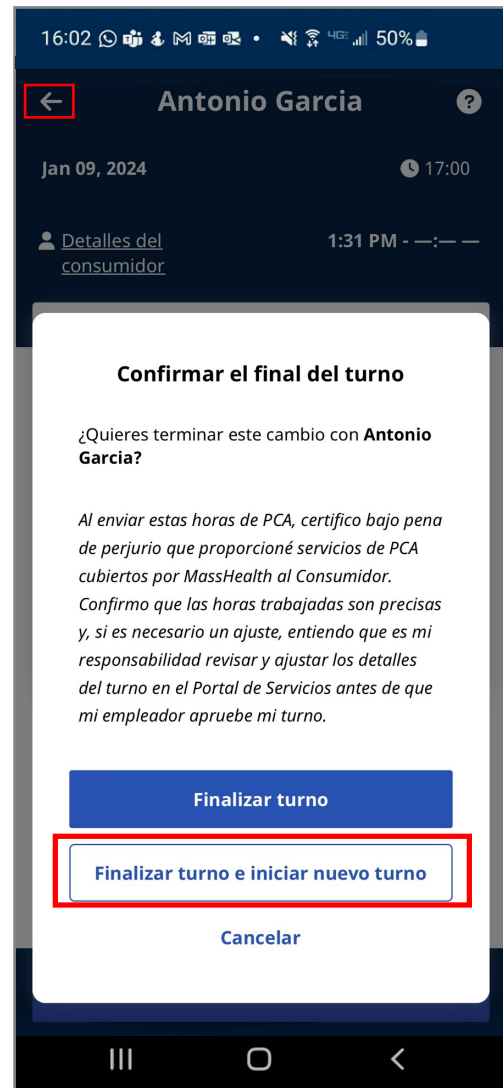 16:02 4GE 50%
Antonio Garcia ?
Jan 09, 2024 17:00
Detalles del 1:31 PM - —:— —
consumidor
Confirmar el final del turno
¿Quieres terminar este cambio con Antonio
Garcia?
Al enviar estas horas de PCA, certifico bajo pena
de perjurio que proporcioné servicios de PCA
cubiertos por MassHealth al Consumidor.
Confirmo que las horas trabajadas son precisas
y, si es necesario un ajuste, entiendo que es mi
responsabilidad revisar y ajustar los detalles
del turno en el Portal de Servicios antes de que
mi empleador apruebe mi turno.
Finalizar turno
Finalizar turno e iniciar nuevo turno
Cancelar